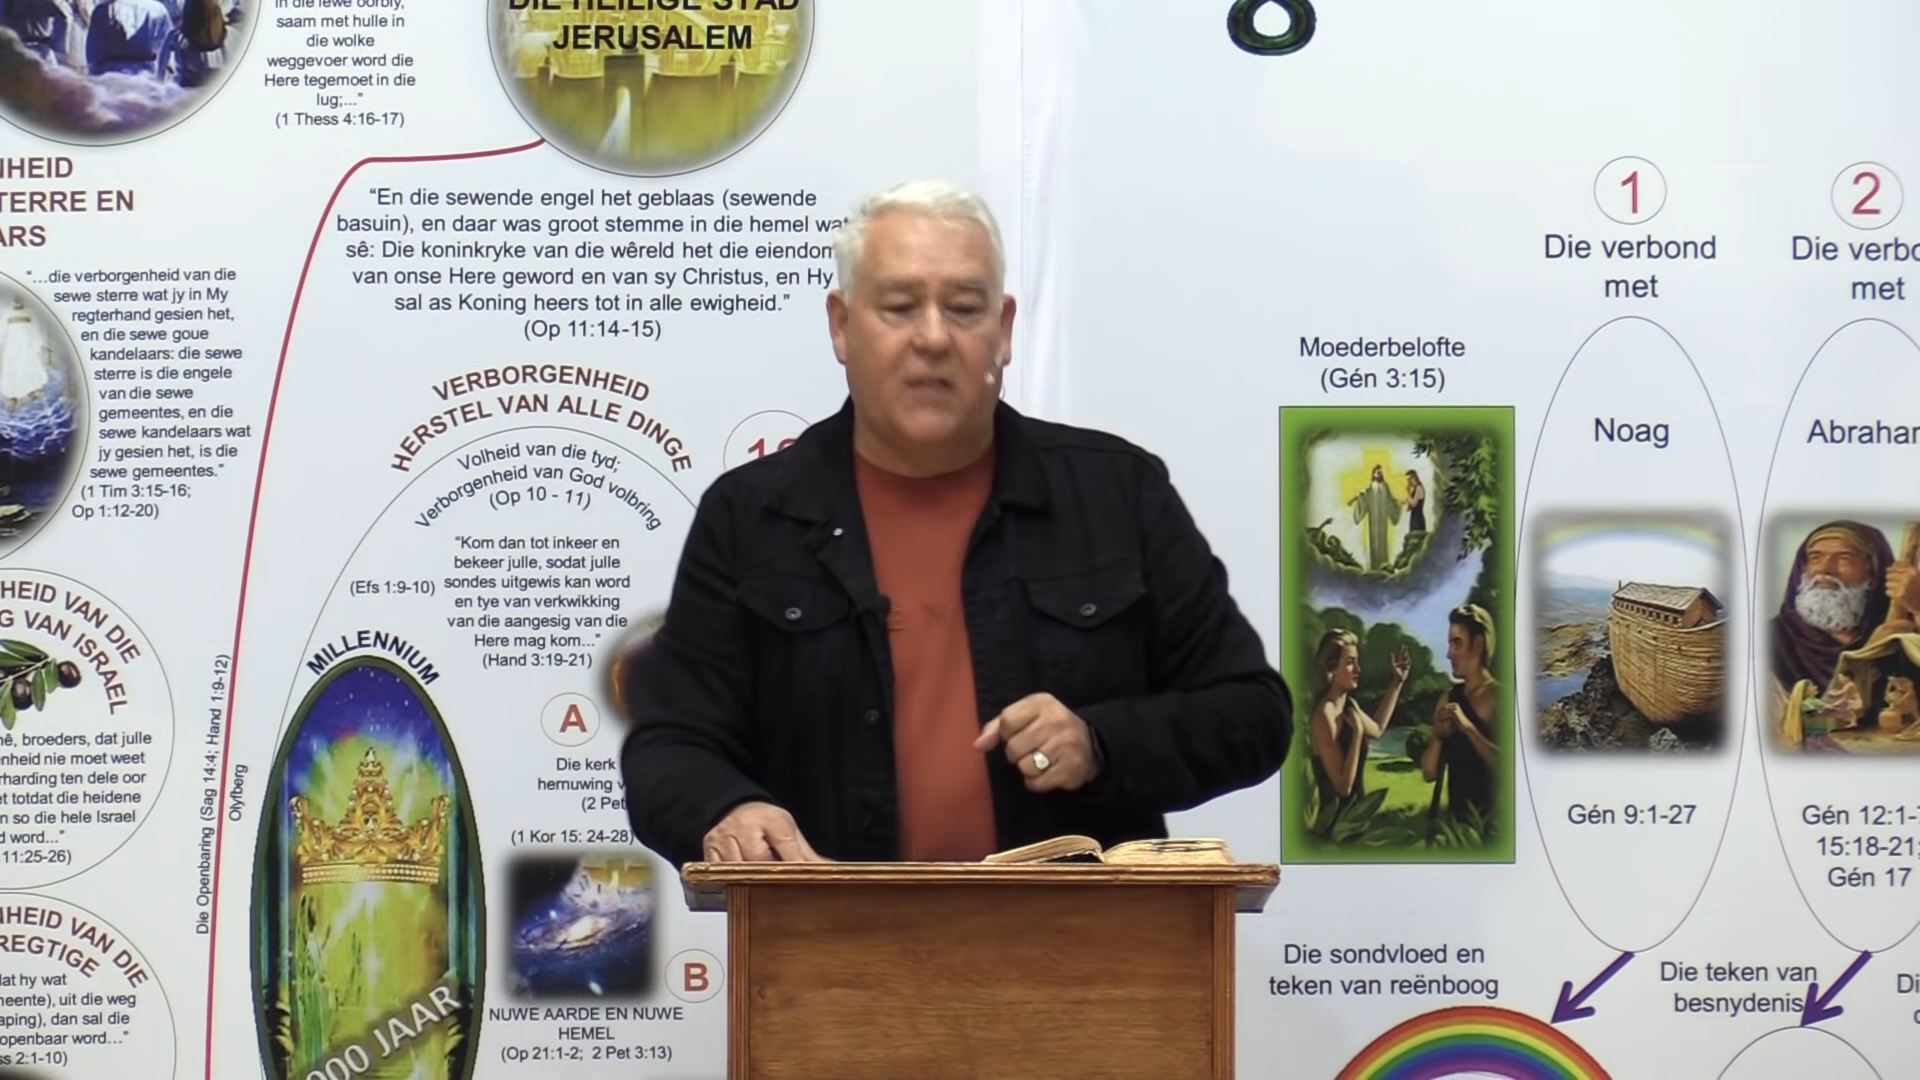 in die lewe oorbly,
saam met hulle in
die wolke
weggevoer word die
Here tegemoet in die
lug;..."
(1 Thess 4:16-17)
DIE HEILIGE STAD
JERUSALEM
8
"En die sewende engel het geblaas (sewende
basuin), en daar was groot stemme in die hemel wat
sê: Die koninkryke van die wêreld het die eiendom
van onse Here geword en van sy Christus, en Hy
sal as Koning heers tot in alle ewigheid."
(Op 11:14-15)
TERRE EN
"...die verborgenheid van die
sewe sterre wat jy in My
regterhand gesien het,
en die sewe goue
kandelaars: die sewe
sterre is die engele
van die sewe
gemeentes, en die
sewe kandelaars wat
jy gesien het, is die
sewe gemeentes."
(1 Tim 3:15-16;
Op 1:12-20)
VERBORGENHEID
HERSTEL VAN ALLE DINGE
Volheid van die tyd;
Verborgenheid van God volbring
(Op 10 - 11)
"Kom dan tot inkeer en
bekeer julle, sodat julle
sondes uitgewis kan word
en tye van verkwikking
van die aangesig van die
Here mag kom..."
(Hand 3:19-21)
(Efs 1:9-10)
MILLENNIUM
A
Die kerk
hernuwing
(2 Pet
(1 Kor 15: 24-28)
B
NUWE AARDE EN NUWE
HEMEL
(Op 21:1-2; 2 Pet 3:13)
000 JAAR
Die Openbaring (Sag 14:4; Hand 1:9-12)
Olyfberg
HEID VAN DIE
G VAN ISRAEL
nê, broeders, dat julle
nheid nie moet weet
rharding ten dele oor
et totdat die heidene
n so die hele Israel
d word..."
11:25-26)
HEID VAN DIE
REGTIGE
dat hy wat
meente), uit die weg
aping), dan sal die
openbaar word..."
ss 2:1-10)
Moederbelofte
(Gén 3:15)
1
Die verbond
met
Noag
Gén 9:1-27
Die sondvloed en
teken van reënboog
2
Die verbo
met
Abraha
Gén 12:1-
15:18-21;
Gén 17
Die teken van
besnydenis